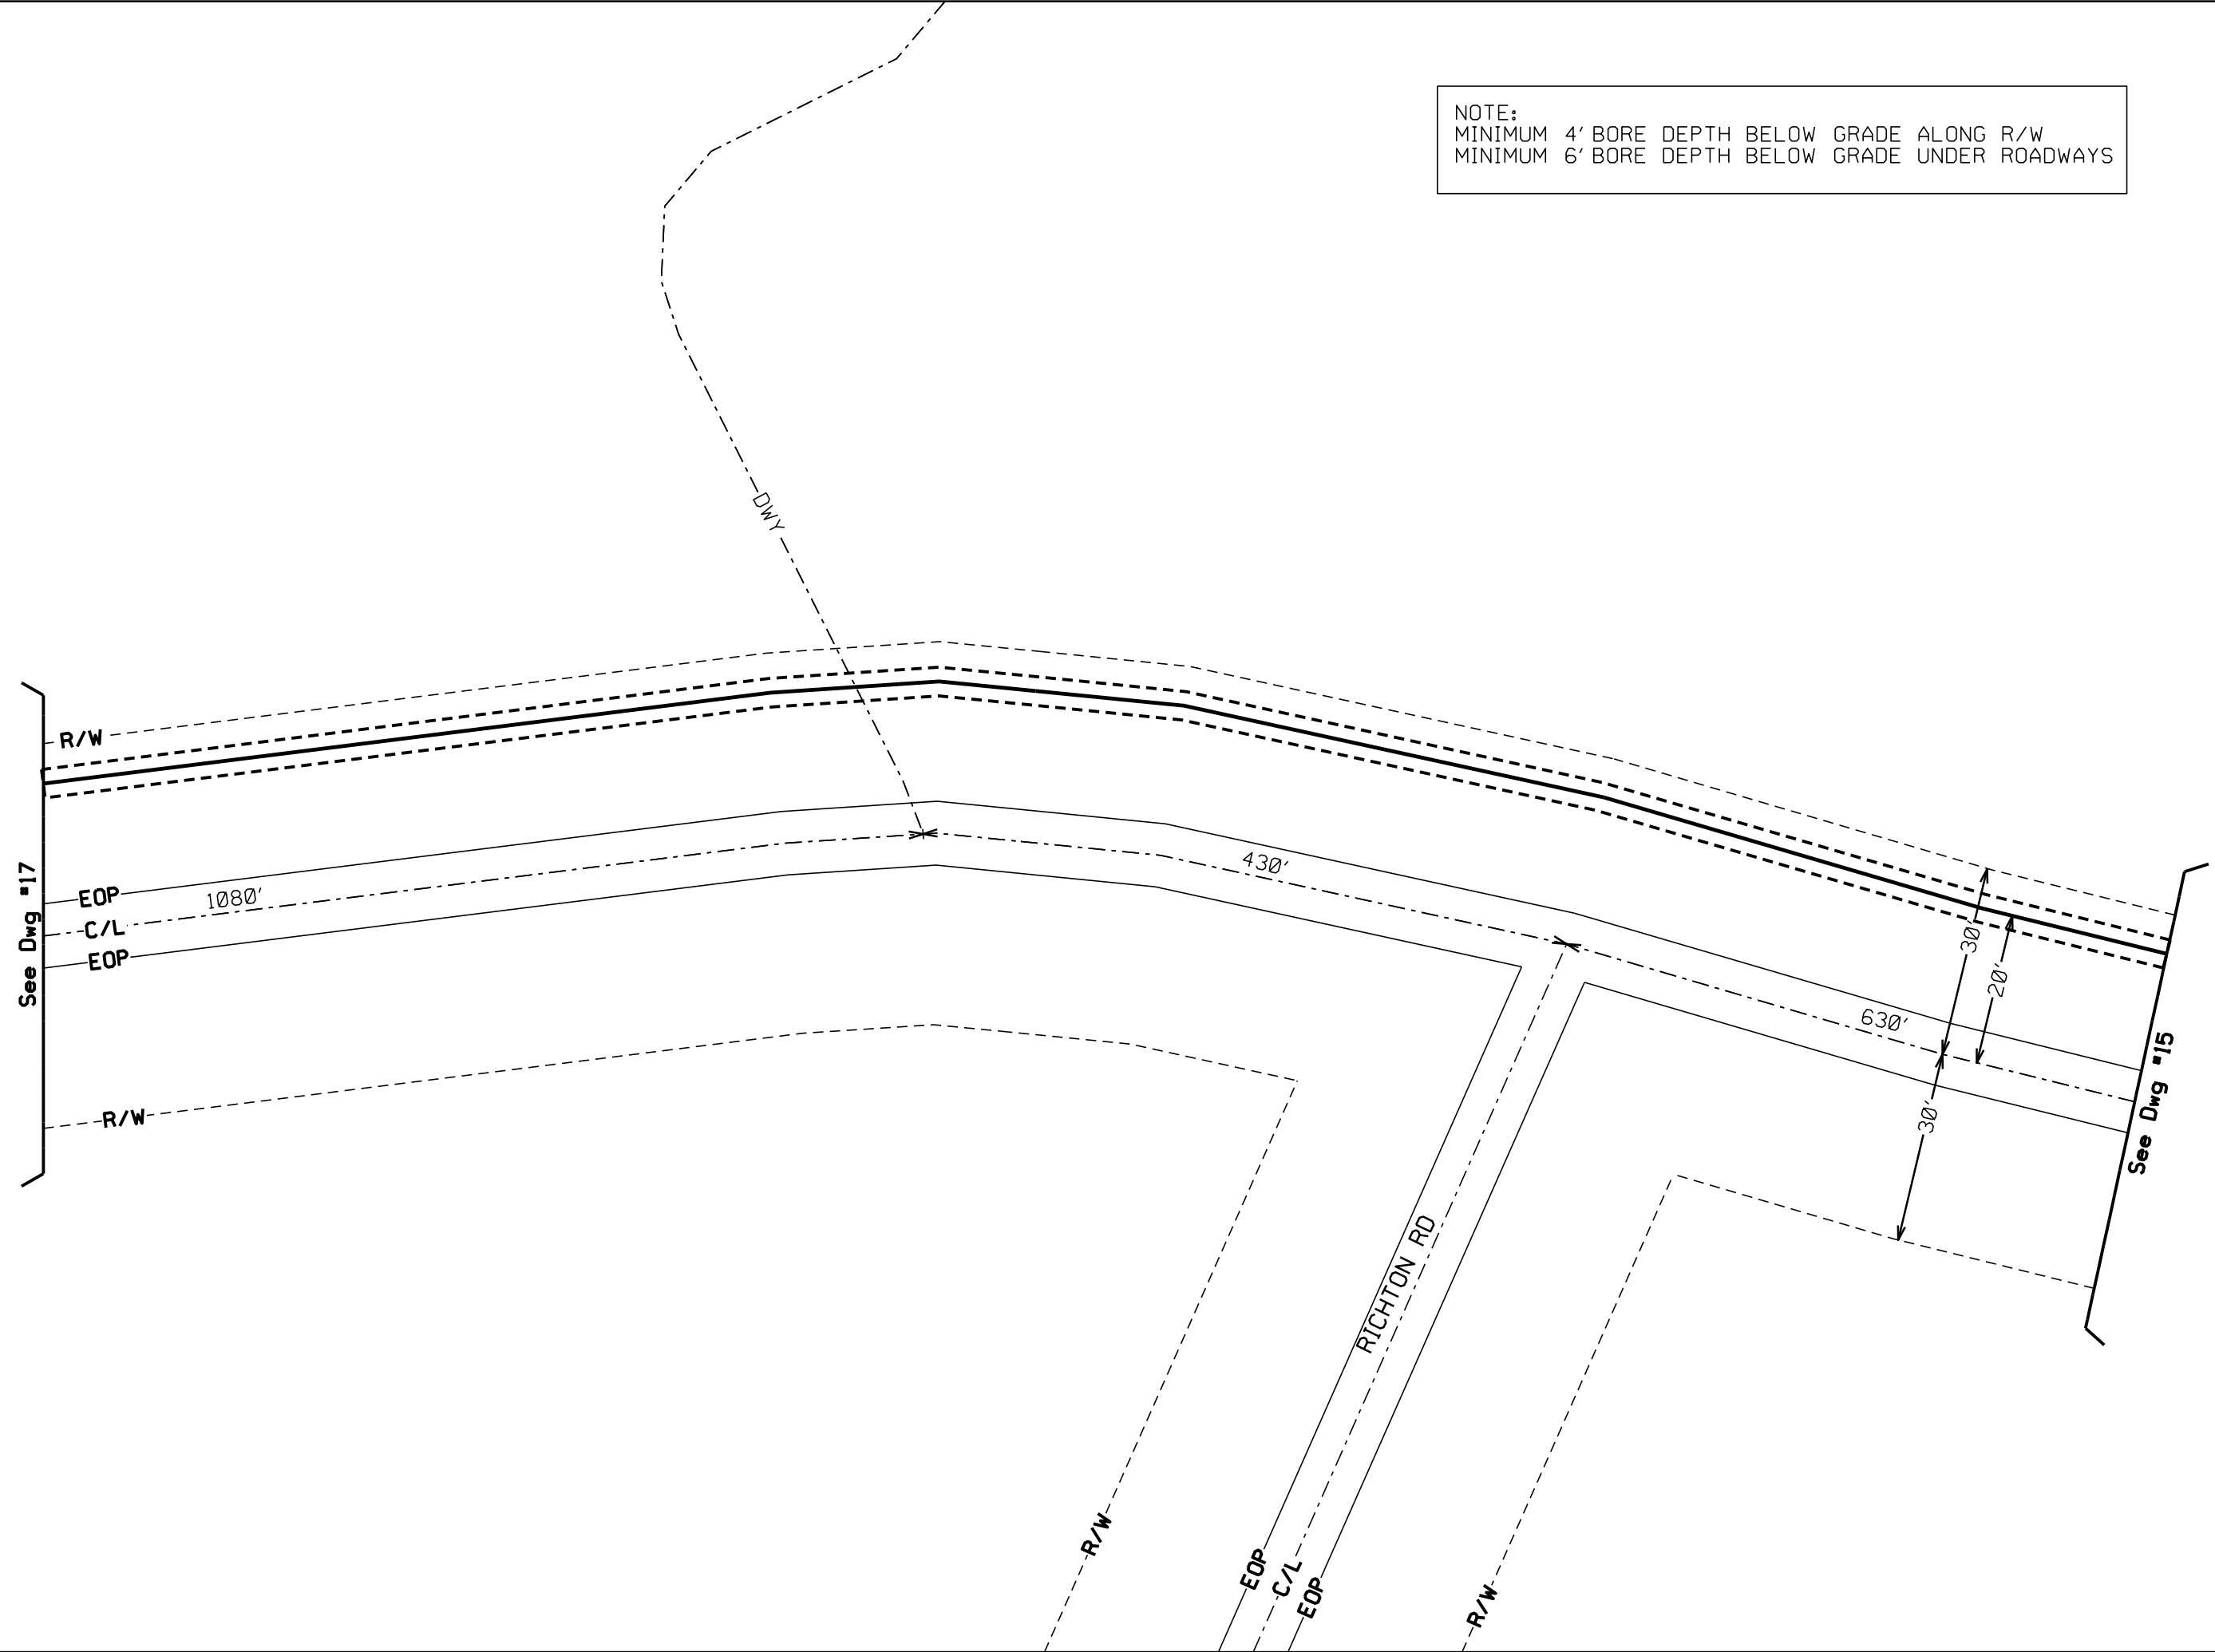 NOTE:
MINIMUM 4' BORE DEPTH BELOW GRADE ALONG R/W
MINIMUM 6' BORE DEPTH BELOW GRADE UNDER ROADWAYS
DWY
R/W
See Dwg #17
EOP
1080'
C/L
EOP
R/W
430'
30'
20'
630'
30'
See Dwg #15
RICHTON RD
R/W
EOP
C/L
EOP
R/W